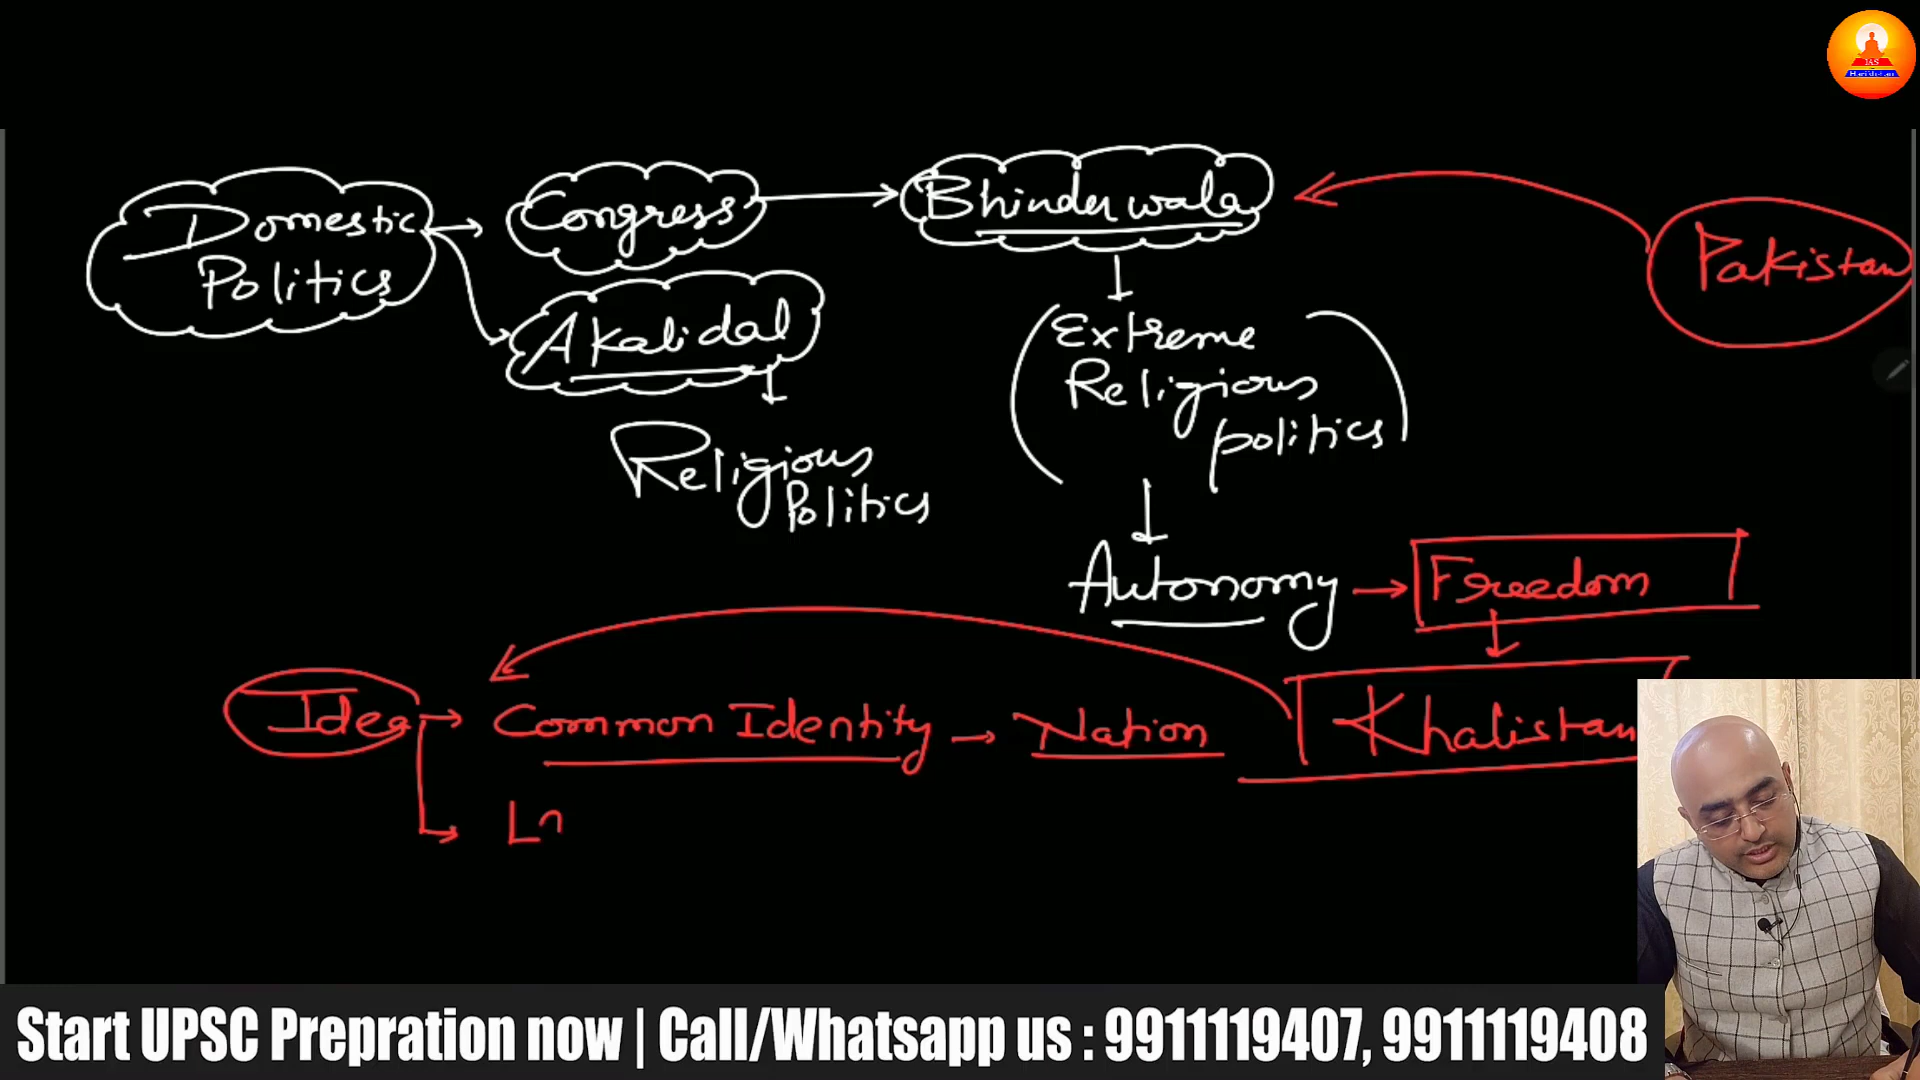 IAS
Domestic
Politics
Congress
Bhinderwala
Pakistan
Akalidal
Extreme
Religious
politics
Religious
Politics
Autonomy
Freedom
Idea
Common Identity
Nation
Khalistan
Start UPSC Prepration now | Call/Whatsapp us : 9911119407, 9911119408